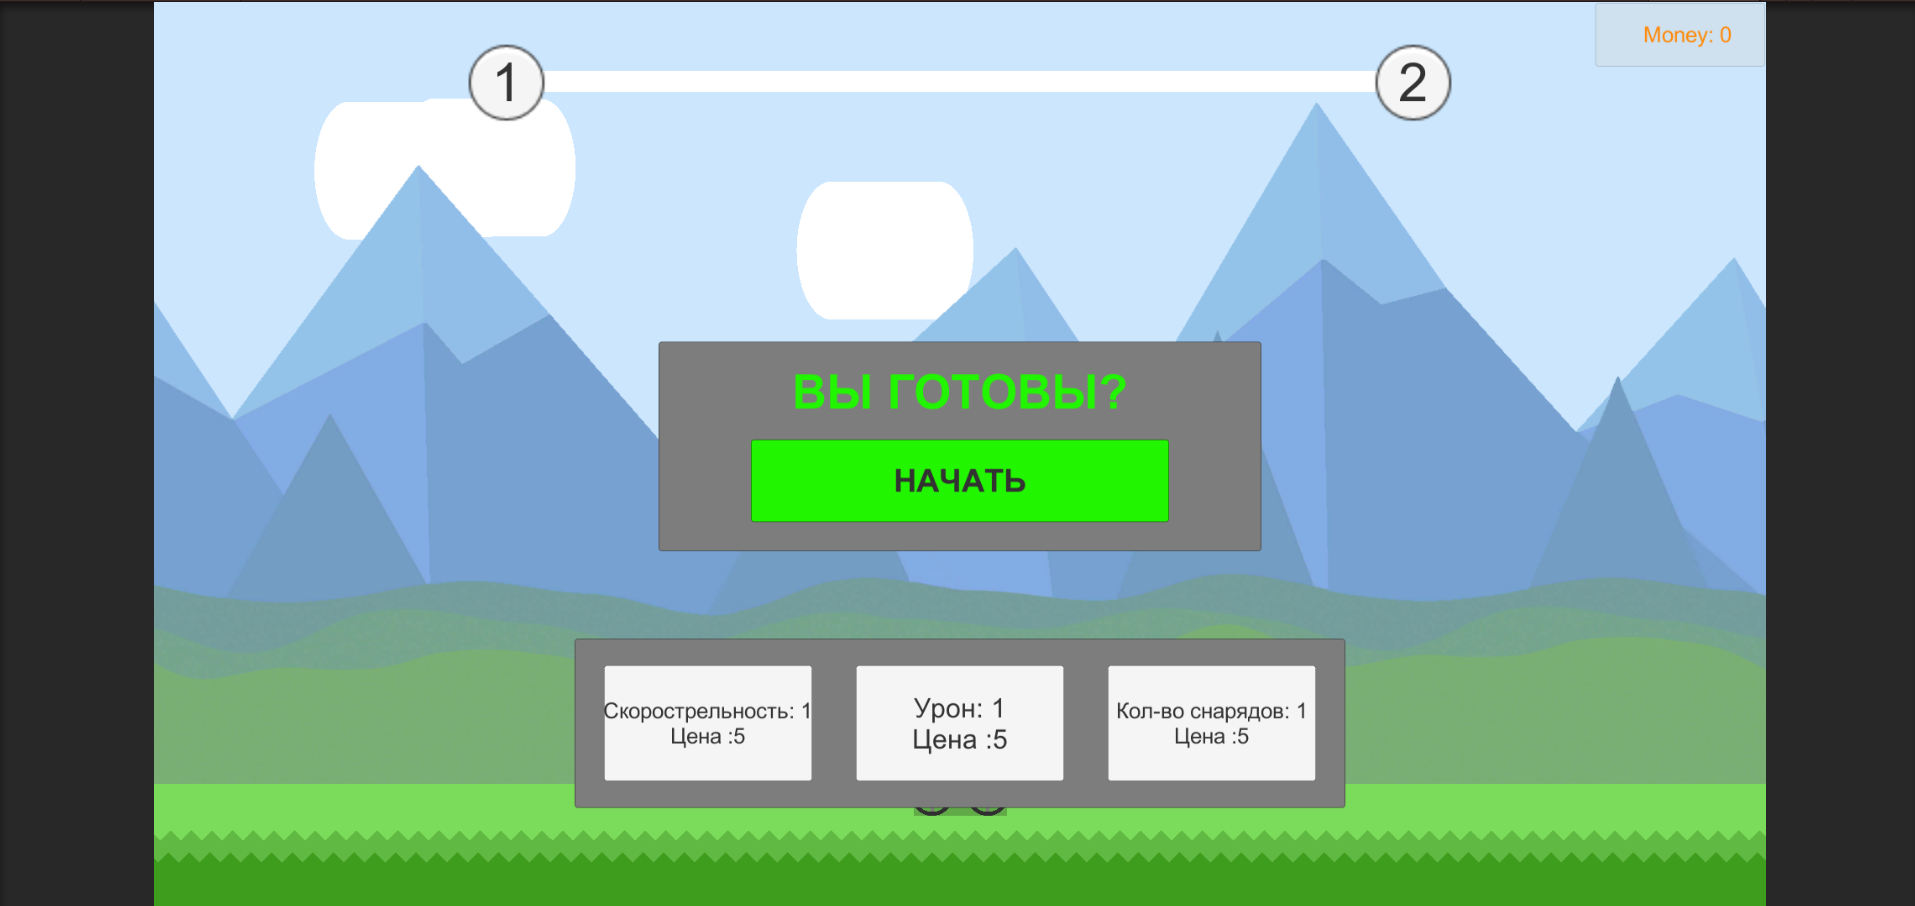 Money: 0
1
2
ВЫ ГОТОВЫ?
НАЧАТЬ
Скорострельность: 1
Цена :5
Урон: 1
Цена :5
Кол-во снарядов: 1
Цена :5